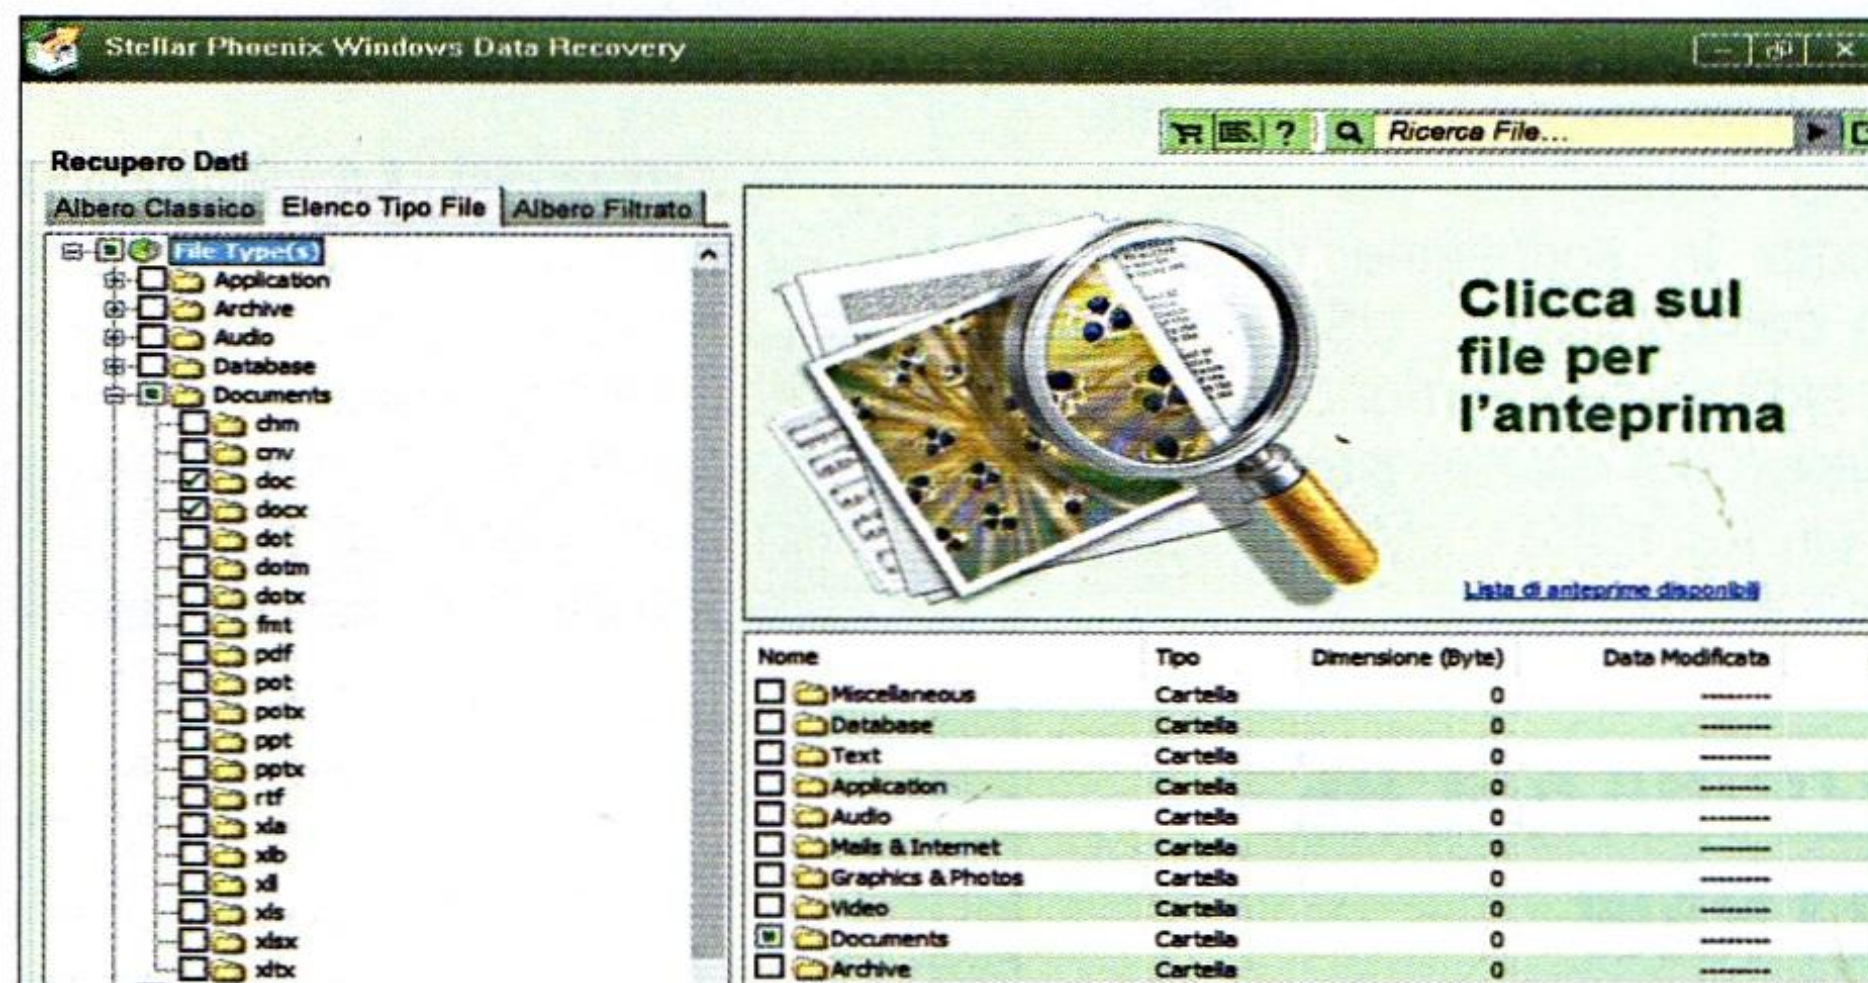 Stellar Phoenix Windows Data Recovery
? Ricerca File...
Recupero Dati
Albero Classico Elenco Tipo File Albero Filtrato
File Type(s)
Application
Archive
Audio
Database
Documents
chm
cnv
doc
docx
dot
dotm
dotx
fmt
pdf
pot
potx
ppt
pptx
rtf
xla
xlb
xll
xls
xlsx
xltx
Clicca sul
file per
l'anteprima
Lista di anteprime disponibili
Nome Tipo Dimensione (Byte) Data Modificata
Miscellaneous Cartella 0 --------
Database Cartella 0 --------
Text Cartella 0 --------
Application Cartella 0 --------
Audio Cartella 0 --------
Mails & Internet Cartella 0 --------
Graphics & Photos Cartella 0 --------
Video Cartella 0 --------
Documents Cartella 0 --------
Archive Cartella 0 --------